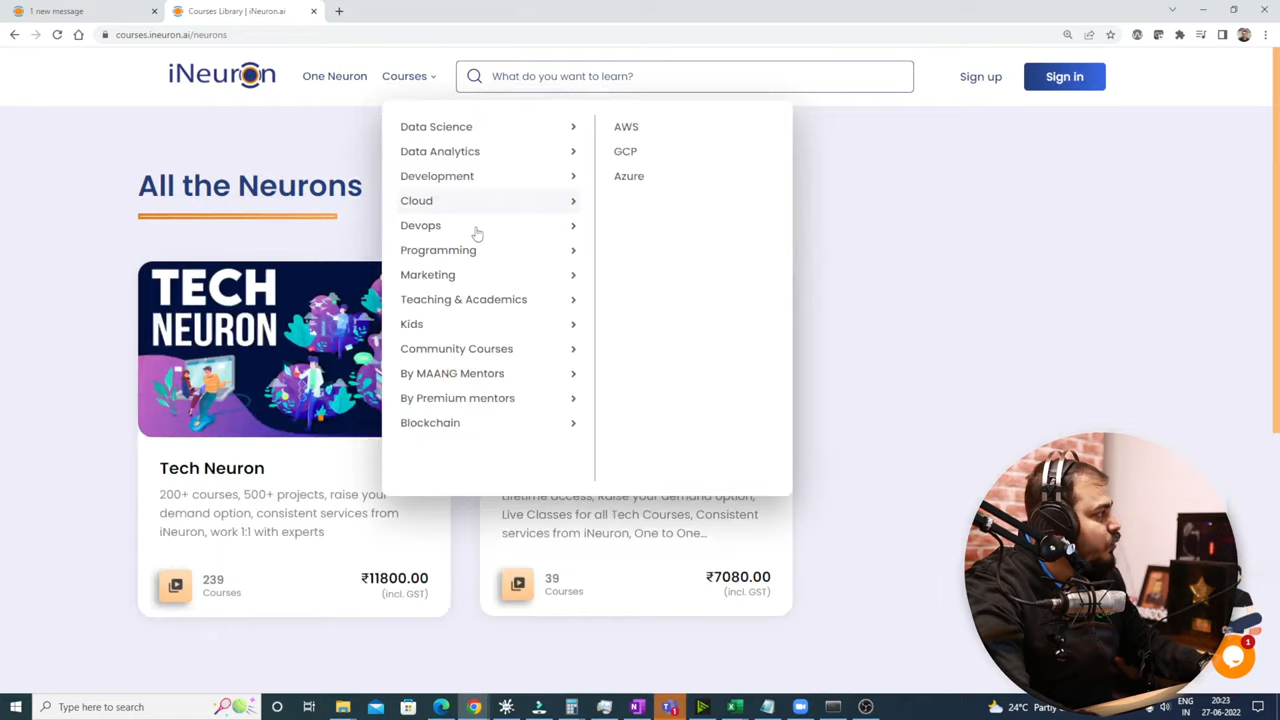 1 new message
Courses Library | iNeuron.ai
courses.ineuron.ai/neurons
iNeuron
One Neuron
Courses
What do you want to learn?
Sign up
Sign in
Data Science
Data Analytics
Development
Cloud
Devops
Programming
Marketing
Teaching & Academics
Kids
Community Courses
By MAANG Mentors
By Premium mentors
Blockchain
AWS
GCP
Azure
All the Neurons
TECH
NEURON
Tech Neuron
200+ courses, 500+ projects, raise your
demand option, consistent services from
iNeuron, work 1:1 with experts
239
Courses
₹11800.00
(incl. GST)
Lifetime access, Raise your demand option,
Live Classes for all Tech Courses, Consistent
services from iNeuron, One to One...
39
Courses
₹7080.00
(incl. GST)
1
Type here to search
24°C Partly
ENG
IN
20:23
27-06-2022